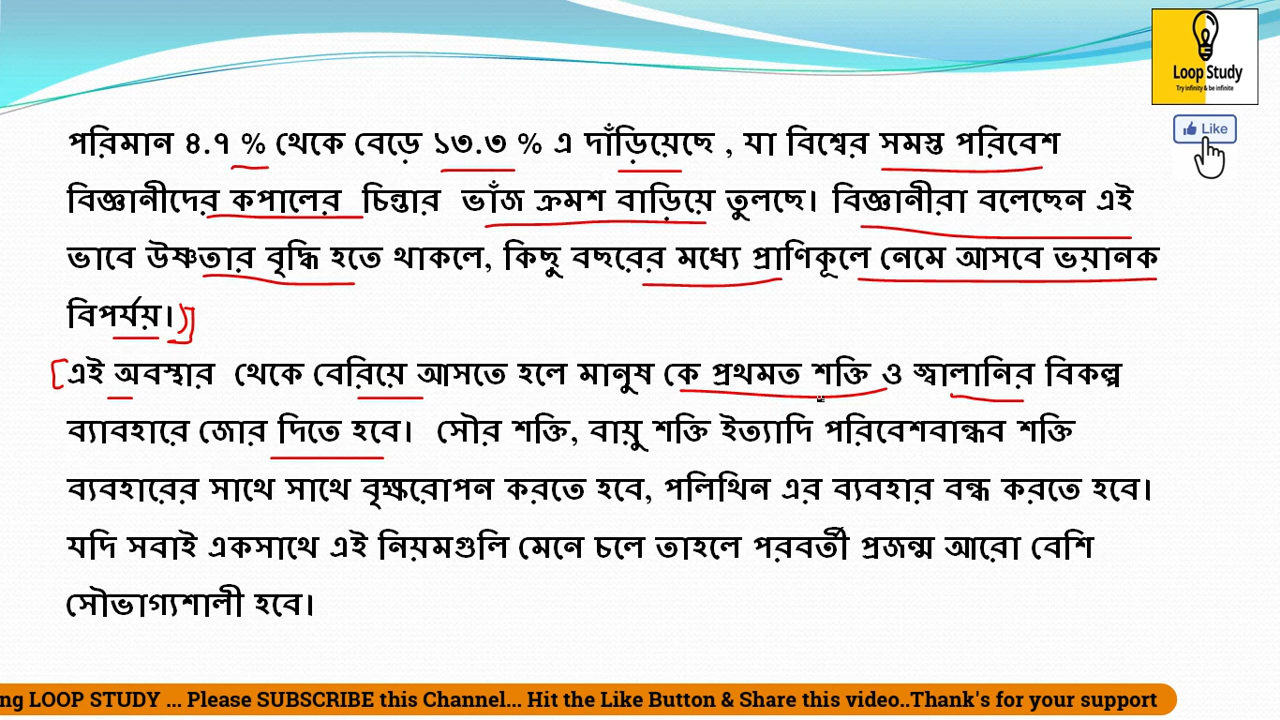 Loop Study
Try infinity & be infinite
Like
পরিমান ৪.৭ % থেকে বেড়ে ১৩.৩ % এ দাঁড়িয়েছে , যা বিশ্বের সমস্ত পরিবেশ
বিজ্ঞানীদের কপালের চিন্তার ভাঁজ ক্রমশ বাড়িয়ে তুলছে। বিজ্ঞানীরা বলেছেন এই
ভাবে উষ্ণতার বৃদ্ধি হতে থাকলে, কিছু বছরের মধ্যে প্রাণিকূলে নেমে আসবে ভয়ানক
বিপর্যয়।
এই অবস্থার থেকে বেরিয়ে আসতে হলে মানুষ কে প্রথমত শক্তি ও জ্বালানির বিকল্প
ব্যাবহারে জোর দিতে হবে। সৌর শক্তি, বায়ু শক্তি ইত্যাদি পরিবেশবান্ধব শক্তি
ব্যবহারের সাথে সাথে বৃক্ষরোপন করতে হবে, পলিথিন এর ব্যবহার বন্ধ করতে হবে।
যদি সবাই একসাথে এই নিয়মগুলি মেনে চলে তাহলে পরবর্তী প্রজন্ম আরো বেশি
সৌভাগ্যশালী হবে।
ng LOOP STUDY ... Please SUBSCRIBE this Channel... Hit the Like Button & Share this video..Thank's for your support